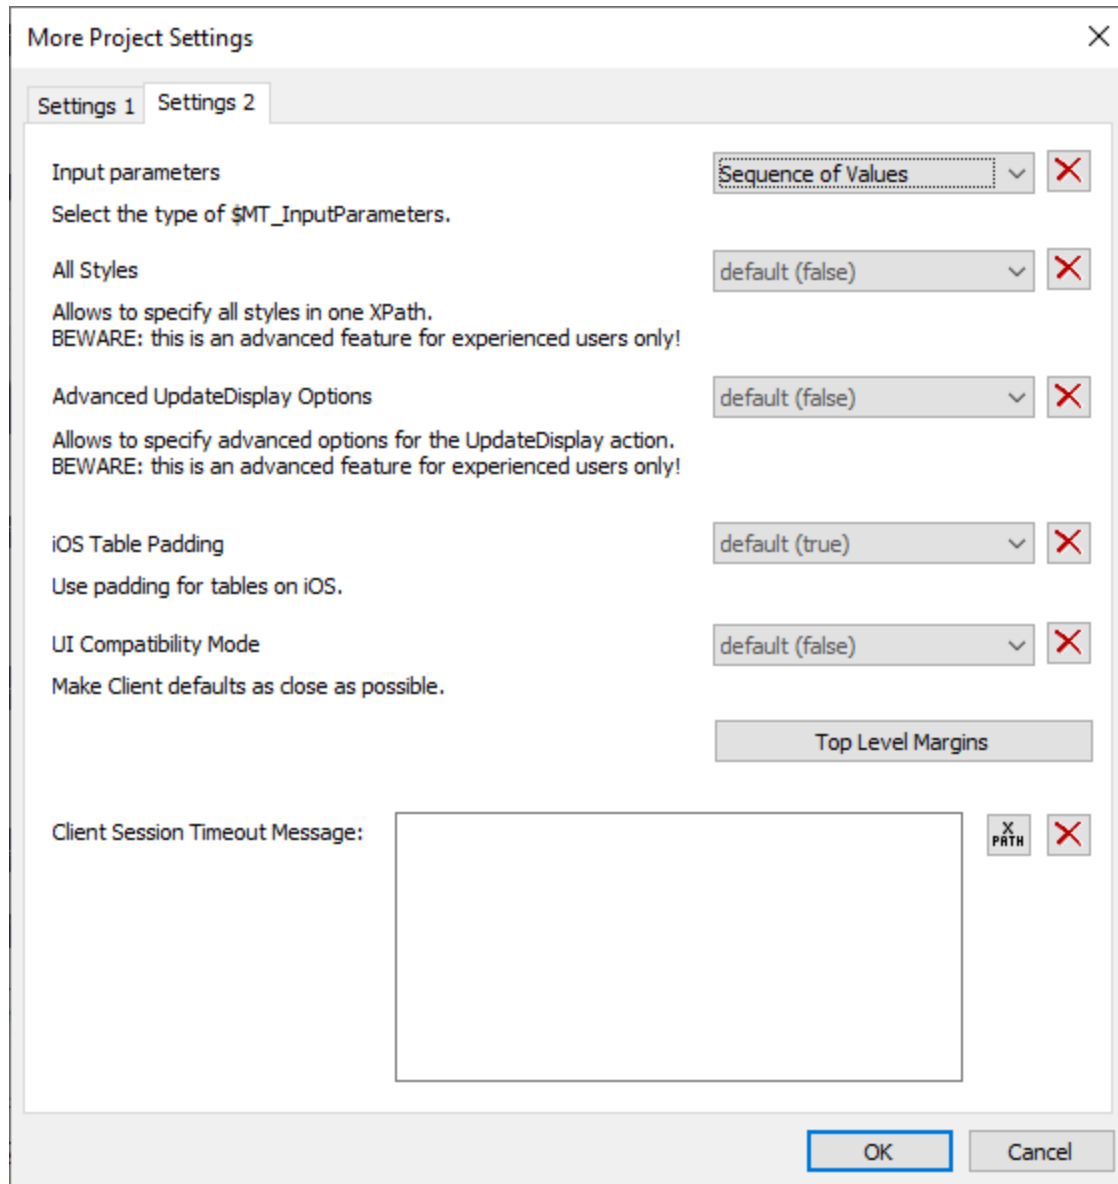 More Project Settings
Settings 1 Settings 2
Input parameters Sequence of Values
Select the type of $MT_InputParameters.
All Styles default (false)
Allows to specify all styles in one XPath.
BEWARE: this is an advanced feature for experienced users only!
Advanced UpdateDisplay Options default (false)
Allows to specify advanced options for the UpdateDisplay action.
BEWARE: this is an advanced feature for experienced users only!
iOS Table Padding default (true)
Use padding for tables on iOS.
UI Compatibility Mode default (false)
Make Client defaults as close as possible.
Top Level Margins
Client Session Timeout Message: X
PATH
OK Cancel